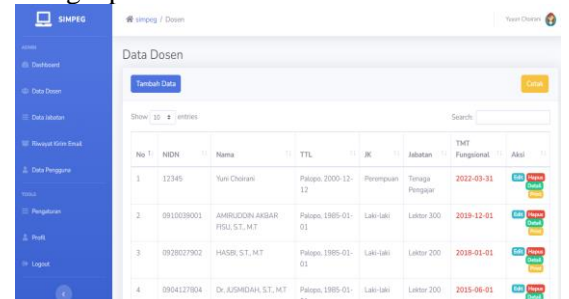 SIMPEG
simpeg / Dosen
Yusri Choirani
ADMIN
Dashboard
Data Dosen
Data Jabatan
Riwayat Kirim Email
Data Pengguna
TOOLS
Pengaturan
Profil
Logout
Data Dosen
Tambah Data
Cetak
Show 10 entries
Search:
No NIDN Nama TTL JK Jabatan TMT Fungsional Aksi
1 12345 Yuni Choirani Palopo, 2000-12-12 Perempuan Tenaga Pengajar 2022-03-31 Edit Hapus Detail Print
2 0910039001 AMIRUDDIN AKBAR FISU, S.T., M.T Palopo, 1985-01-01 Laki-laki Lektor 300 2019-12-01 Edit Hapus Detail Print
3 0928027902 HASBI, S.T., M.T Palopo, 1985-01-01 Laki-laki Lektor 200 2018-01-01 Edit Hapus Detail Print
4 0904127804 Dr. JUSMIDAH, S.T., M.T Palopo, 1985-01- Laki-laki Lektor 200 2015-06-01 Edit Hapus Detail